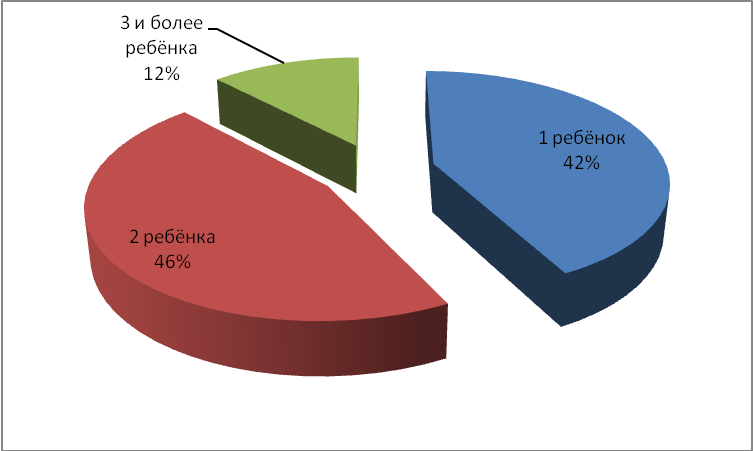 3 и более
ребёнка
12%
1 ребёнок
42%
2 ребёнка
46%